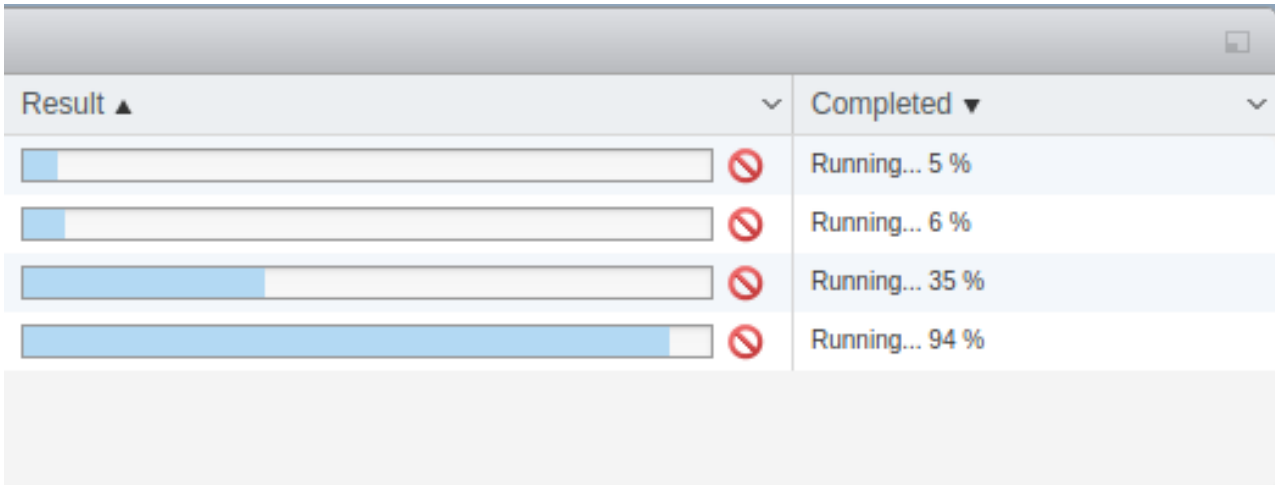 Result ▲ Completed ▼
Running... 5 %
Running... 6 %
Running... 35 %
Running... 94 %